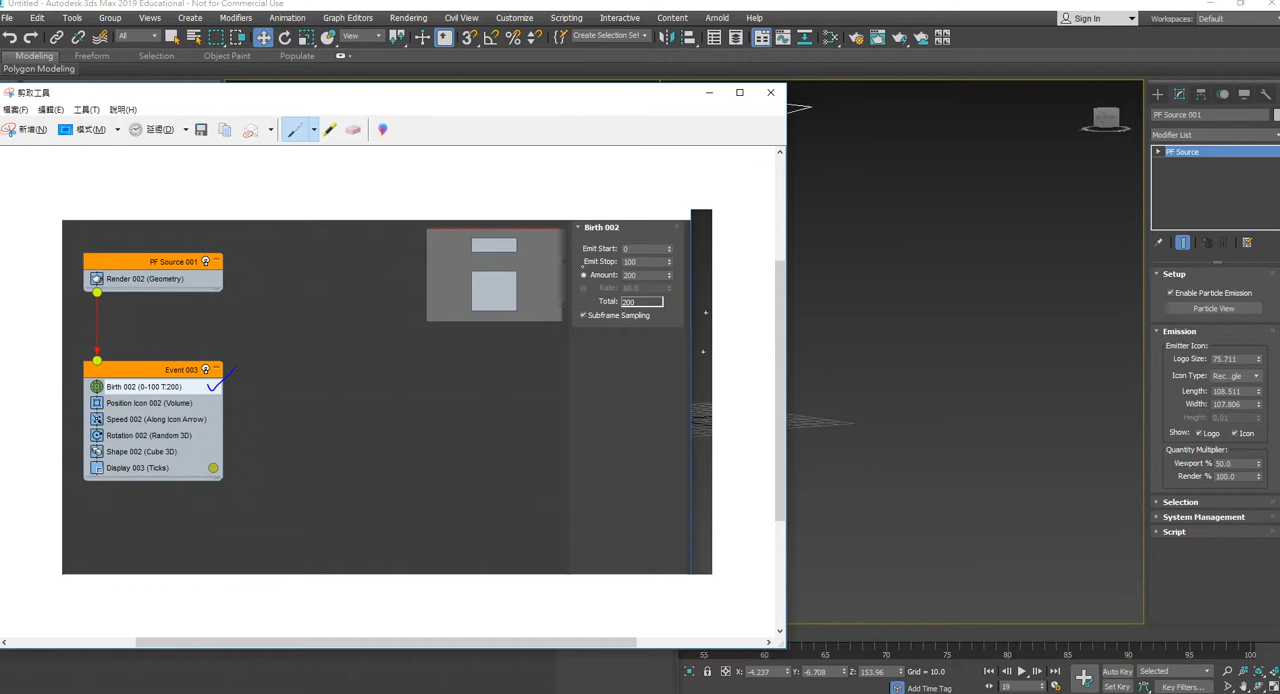 Untitled - Autodesk 3ds Max 2019 Educational - Not for Commercial Use
File Edit Tools Group Views Create Modifiers Animation Graph Editors Rendering Civil View Customize Scripting Interactive Content Arnold Help
Sign In Workspaces: Default
All View Create Selection Sel
Modeling Freeform Selection Object Paint Populate
Polygon Modeling
剪取工具
檔案(F) 編輯(E) 工具(T) 說明(H)
新增(N) 模式(M) 延遲(D)
PF Source 001
Render 002 (Geometry)
Event 003
Birth 002 (0-100 T:200)
Position Icon 002 (Volume)
Speed 002 (Along Icon Arrow)
Rotation 002 (Random 3D)
Shape 002 (Cube 3D)
Display 003 (Ticks)
Birth 002
Emit Start: 0
Emit Stop: 100
Amount: 200
Rate: 60.0
Total: 200
Subframe Sampling
PF Source 001
Modifier List
PF Source
Setup
Enable Particle Emission
Particle View
Emission
Emitter Icon:
Logo Size: 75.711
Icon Type: Rec...gle
Length: 108.511
Width: 107.806
Height: 0.01
Show: Logo Icon
Quantity Multiplier:
Viewport % 50.0
Render % 100.0
Selection
System Management
Script
55 60 65 70 75 80 85 90 95 100
X: -4.237 Y: -6.708 Z: 153.96 Grid = 10.0
Auto Key Selected
Add Time Tag
19
Set Key Key Filters...